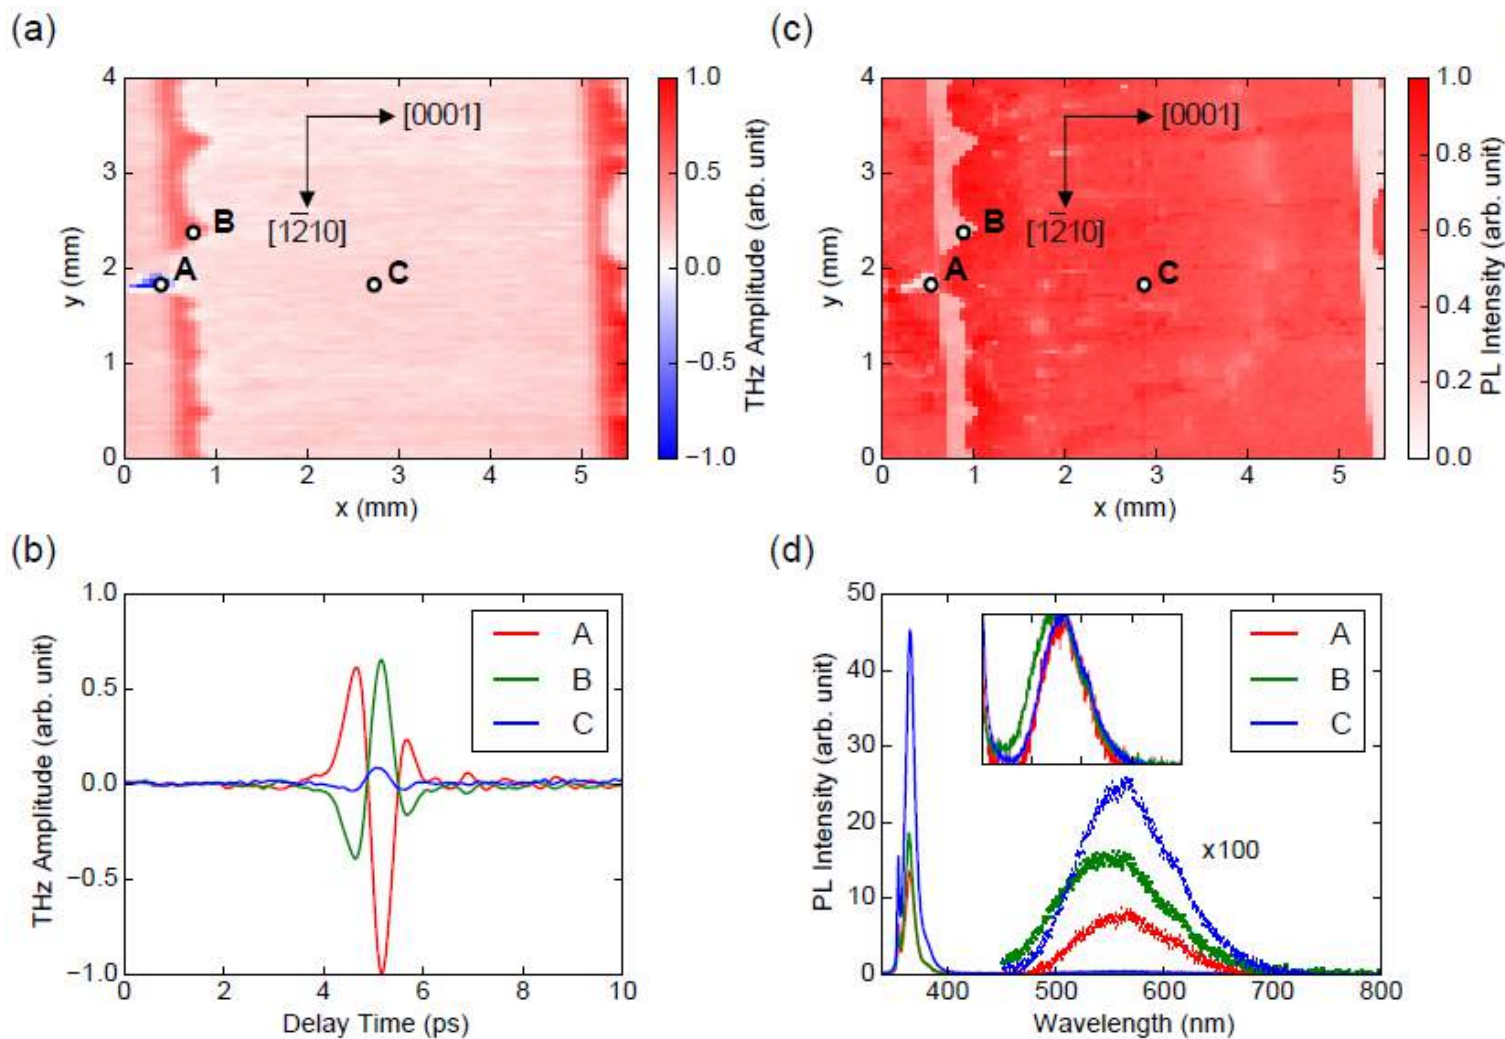 (a)
4
3
2
1
0
0 1 2 3 4 5
x (mm)
y (mm)
[0001]
[1̅210]
A
B
C
1.0
0.5
0.0
−0.5
−1.0
THz Amplitude (arb. unit)
(c)
4
3
2
1
0
0 1 2 3 4 5
x (mm)
y (mm)
[0001]
[12̅10]
A
B
C
1.0
0.8
0.6
0.4
0.2
0.0
PL Intensity (arb. unit)
(b)
1.0
0.5
0.0
−0.5
−1.0
0 2 4 6 8 10
Delay Time (ps)
THz Amplitude (arb. unit)
A
B
C
(d)
50
40
30
20
10
0
400 500 600 700 800
Wavelength (nm)
PL Intensity (arb. unit)
A
B
C
x100